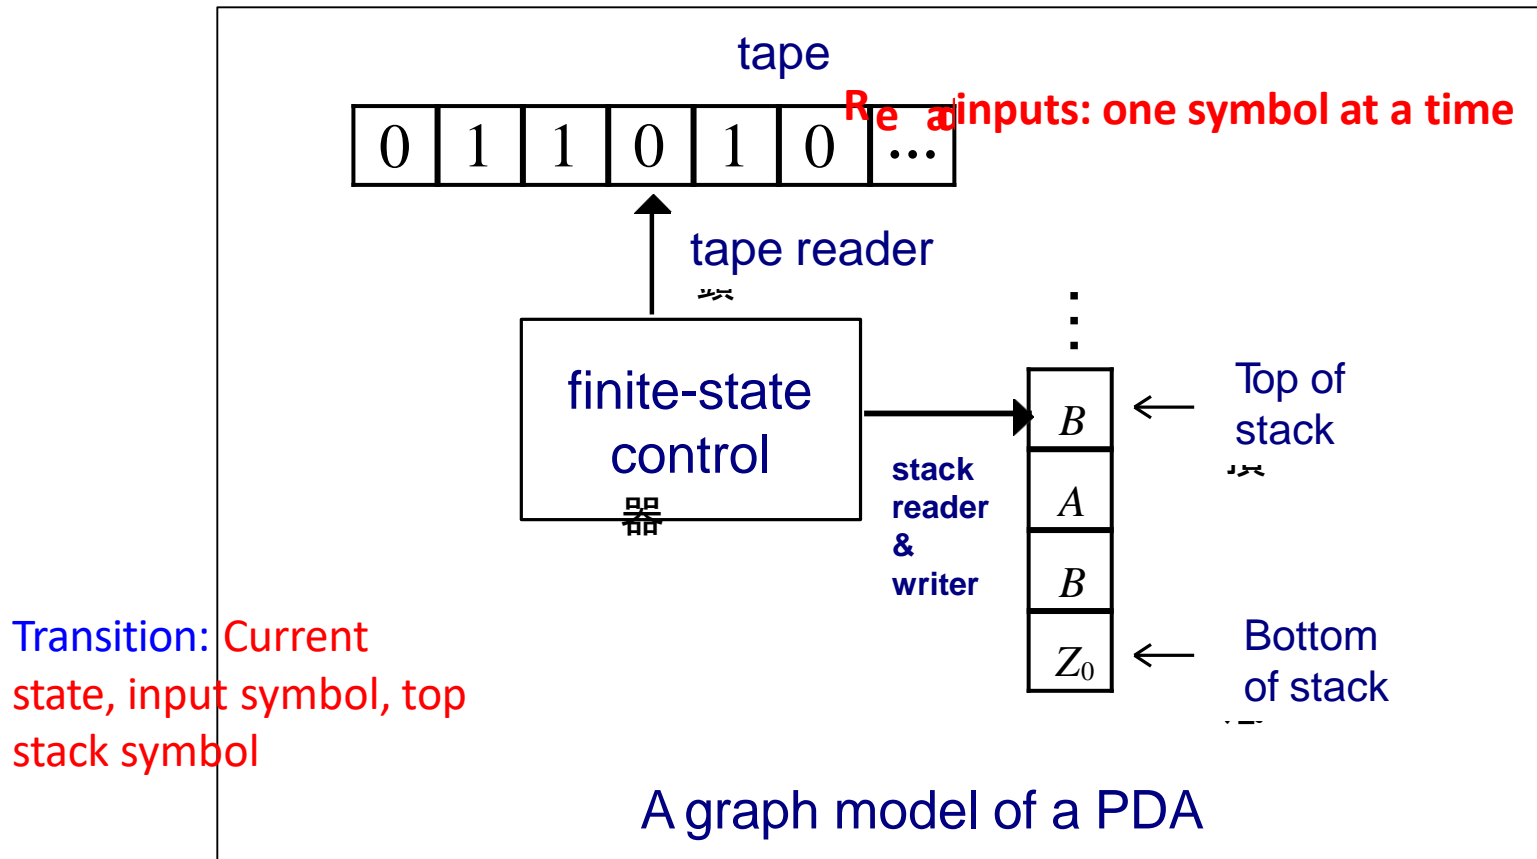 tape
Read inputs: one symbol at a time
0 1 1 0 1 0 ...
tape reader
finite-state
control
器
stack
reader
&
writer
B
A
B
Z₀
Top of
stack
Bottom
of stack
Transition: Current
state, input symbol, top
stack symbol
A graph model of a PDA